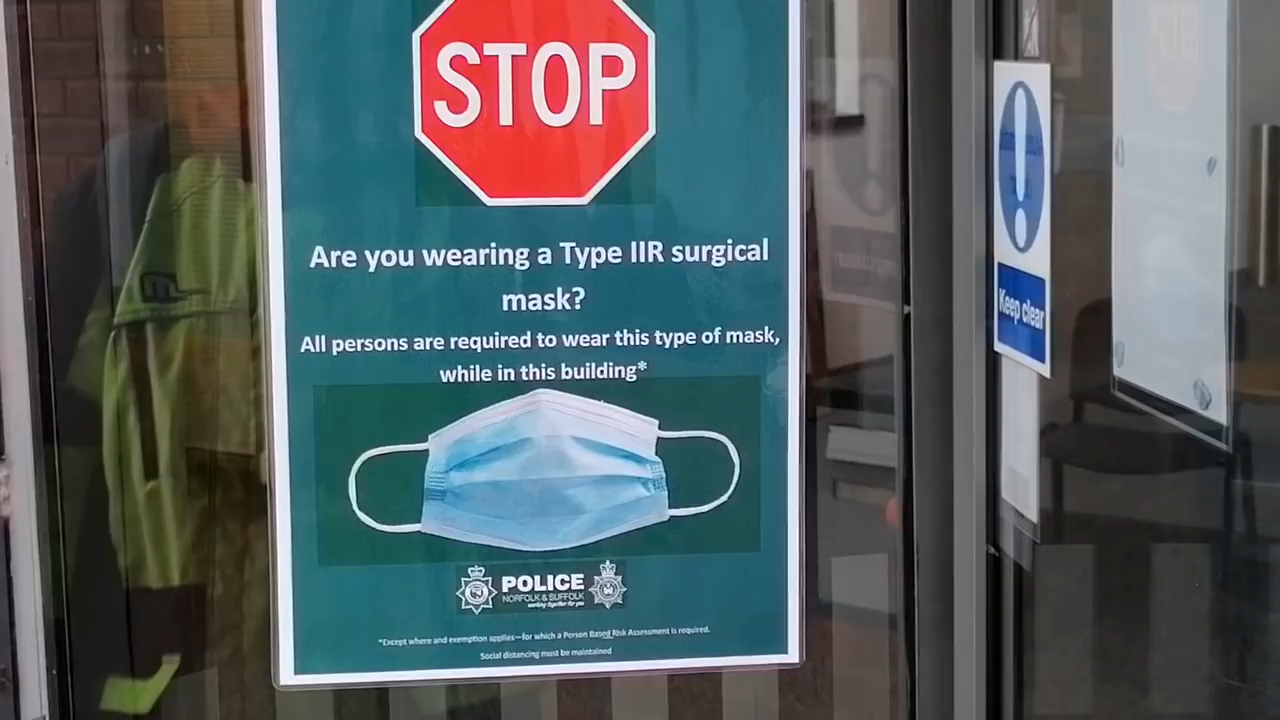 STOP
Are you wearing a Type IIR surgical
mask?
All persons are required to wear this type of mask,
while in this building*
POLICE
NORFOLK & SUFFOLK
working together for you
*Except where and exemption applies—for which a Person Based Risk Assessment is required.
Social distancing must be maintained
Keep clear